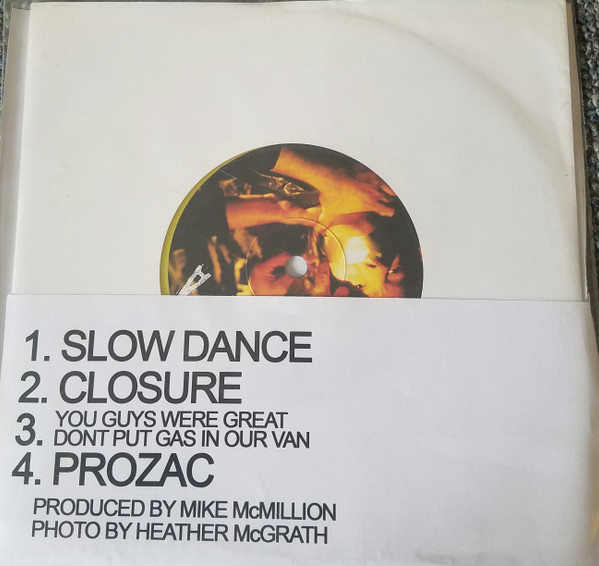 1. SLOW DANCE
2. CLOSURE
3. YOU GUYS WERE GREAT
DONT PUT GAS IN OUR VAN
4. PROZAC
PRODUCED BY MIKE McMILLION
PHOTO BY HEATHER McGRATH